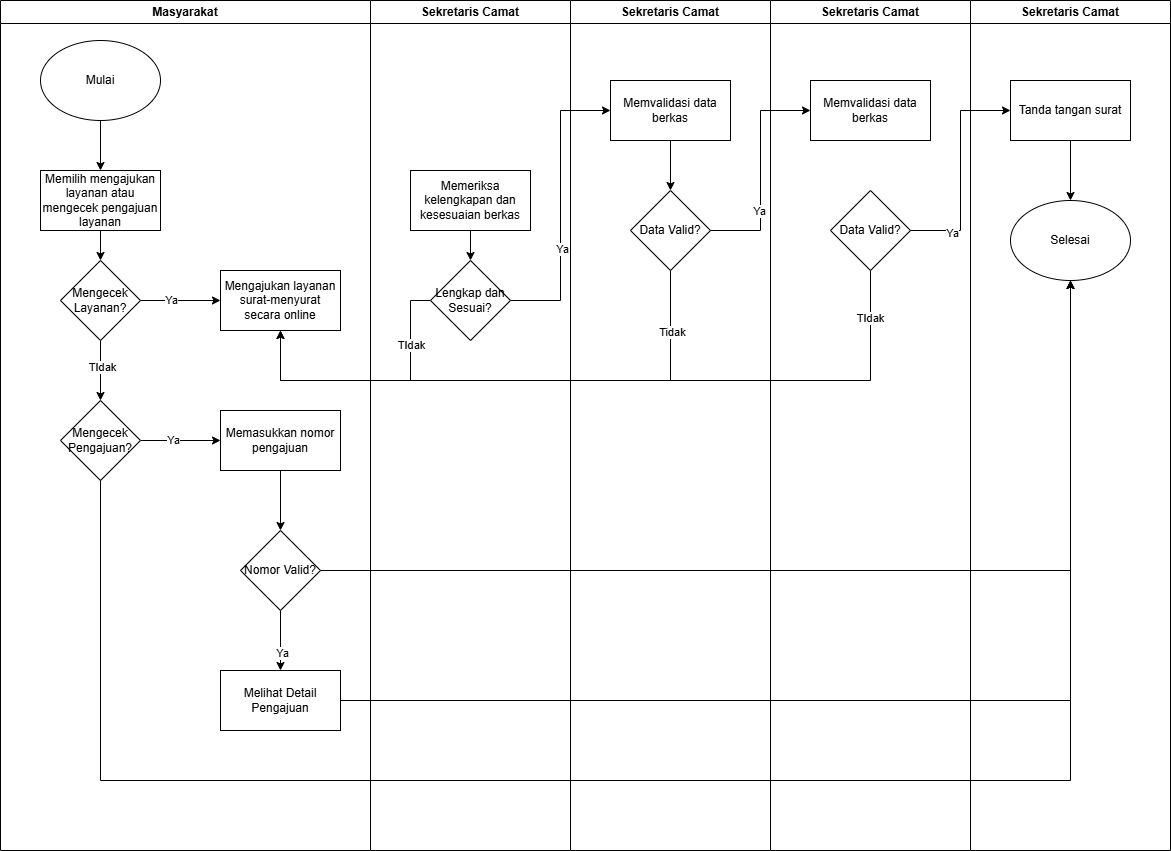 Masyarakat
Sekretaris Camat
Sekretaris Camat
Sekretaris Camat
Sekretaris Camat
Mulai
Memilih mengajukan
layanan atau
mengecek pengajuan
layanan
Mengecek
Layanan?
Ya
Mengajukan layanan
surat-menyurat
secara online
TIdak
Mengecek
Pengajuan?
Ya
Memasukkan nomor
pengajuan
Nomor Valid?
Ya
Melihat Detail
Pengajuan
Memeriksa
kelengkapan dan
kesesuaian berkas
Lengkap dan
Sesuai?
TIdak
Ya
Memvalidasi data
berkas
Data Valid?
Tidak
Ya
Memvalidasi data
berkas
Data Valid?
TIdak
Ya
Tanda tangan surat
Selesai